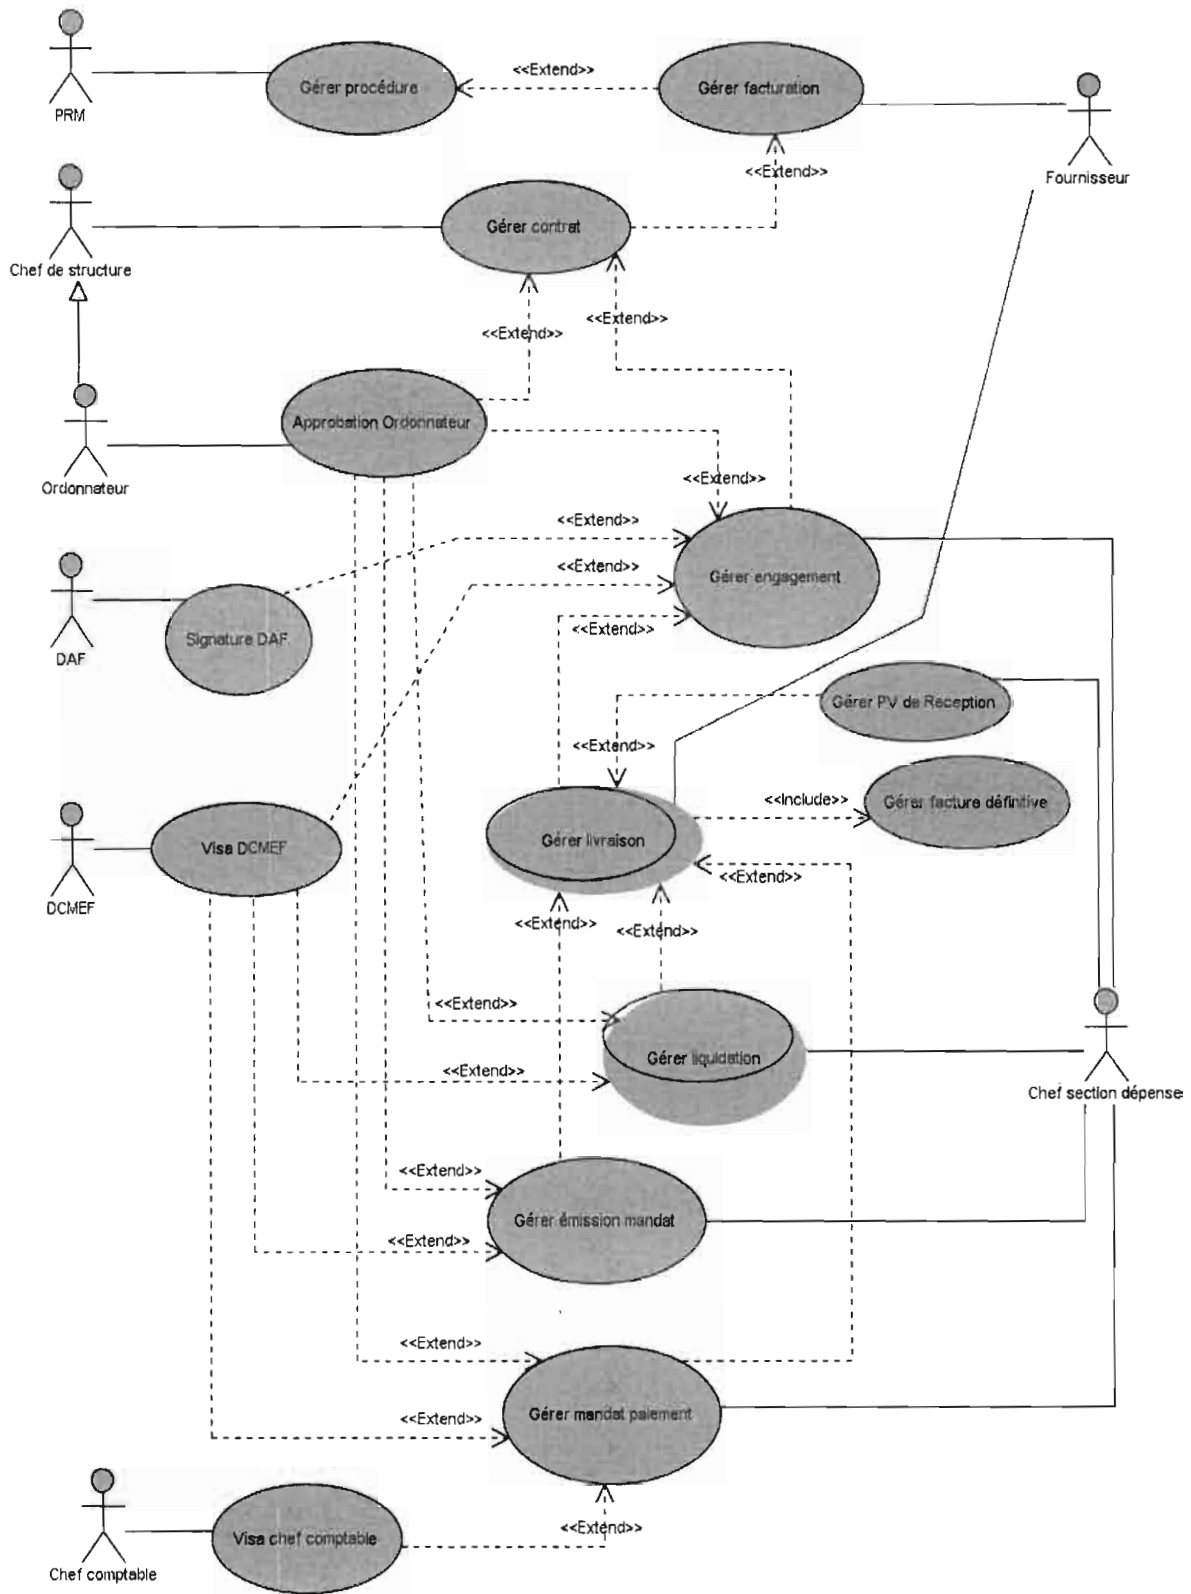 <<Extend>>
Gérer procédure
Gérer facturation
PRM
<<Extend>>
Fournisseur
Gérer contrat
Chef de structure
<<Extend>>
<<Extend>>
Approbation Ordonnateur
<<Extend>>
Ordonnateur
<<Extend>>
<<Extend>>
Gérer engagement
<<Extend>>
Signature DAF
DAF
Gérer PV de Reception
<<Extend>>
<<Include>>
Gérer facture définitive
Gérer livraison
Visa DCMEF
<<Extend>>
DCMEF
<<Extend>>
<<Extend>>
<<Extend>>
Gérer liquidation
<<Extend>>
Chef section dépense
<<Extend>>
Gérer émission mandat
<<Extend>>
<<Extend>>
Gérer mandat paiement
<<Extend>>
<<Extend>>
Visa chef comptable
Chef comptable